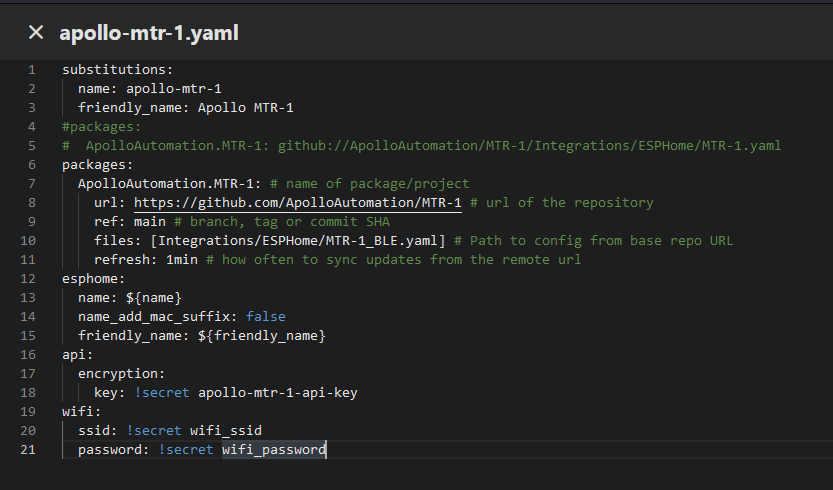 ✕ apollo-mtr-1.yaml
1 substitutions:
2   name: apollo-mtr-1
3   friendly_name: Apollo MTR-1
4 #packages:
5 #  ApolloAutomation.MTR-1: github://ApolloAutomation/MTR-1/Integrations/ESPHome/MTR-1.yaml
6 packages:
7   ApolloAutomation.MTR-1: # name of package/project
8     url: https://github.com/ApolloAutomation/MTR-1 # url of the repository
9     ref: main # branch, tag or commit SHA
10     files: [Integrations/ESPHome/MTR-1_BLE.yaml] # Path to config from base repo URL
11     refresh: 1min # how often to sync updates from the remote url
12 esphome:
13   name: ${name}
14   name_add_mac_suffix: false
15   friendly_name: ${friendly_name}
16 api:
17   encryption:
18     key: !secret apollo-mtr-1-api-key
19 wifi:
20   ssid: !secret wifi_ssid
21   password: !secret wifi_password